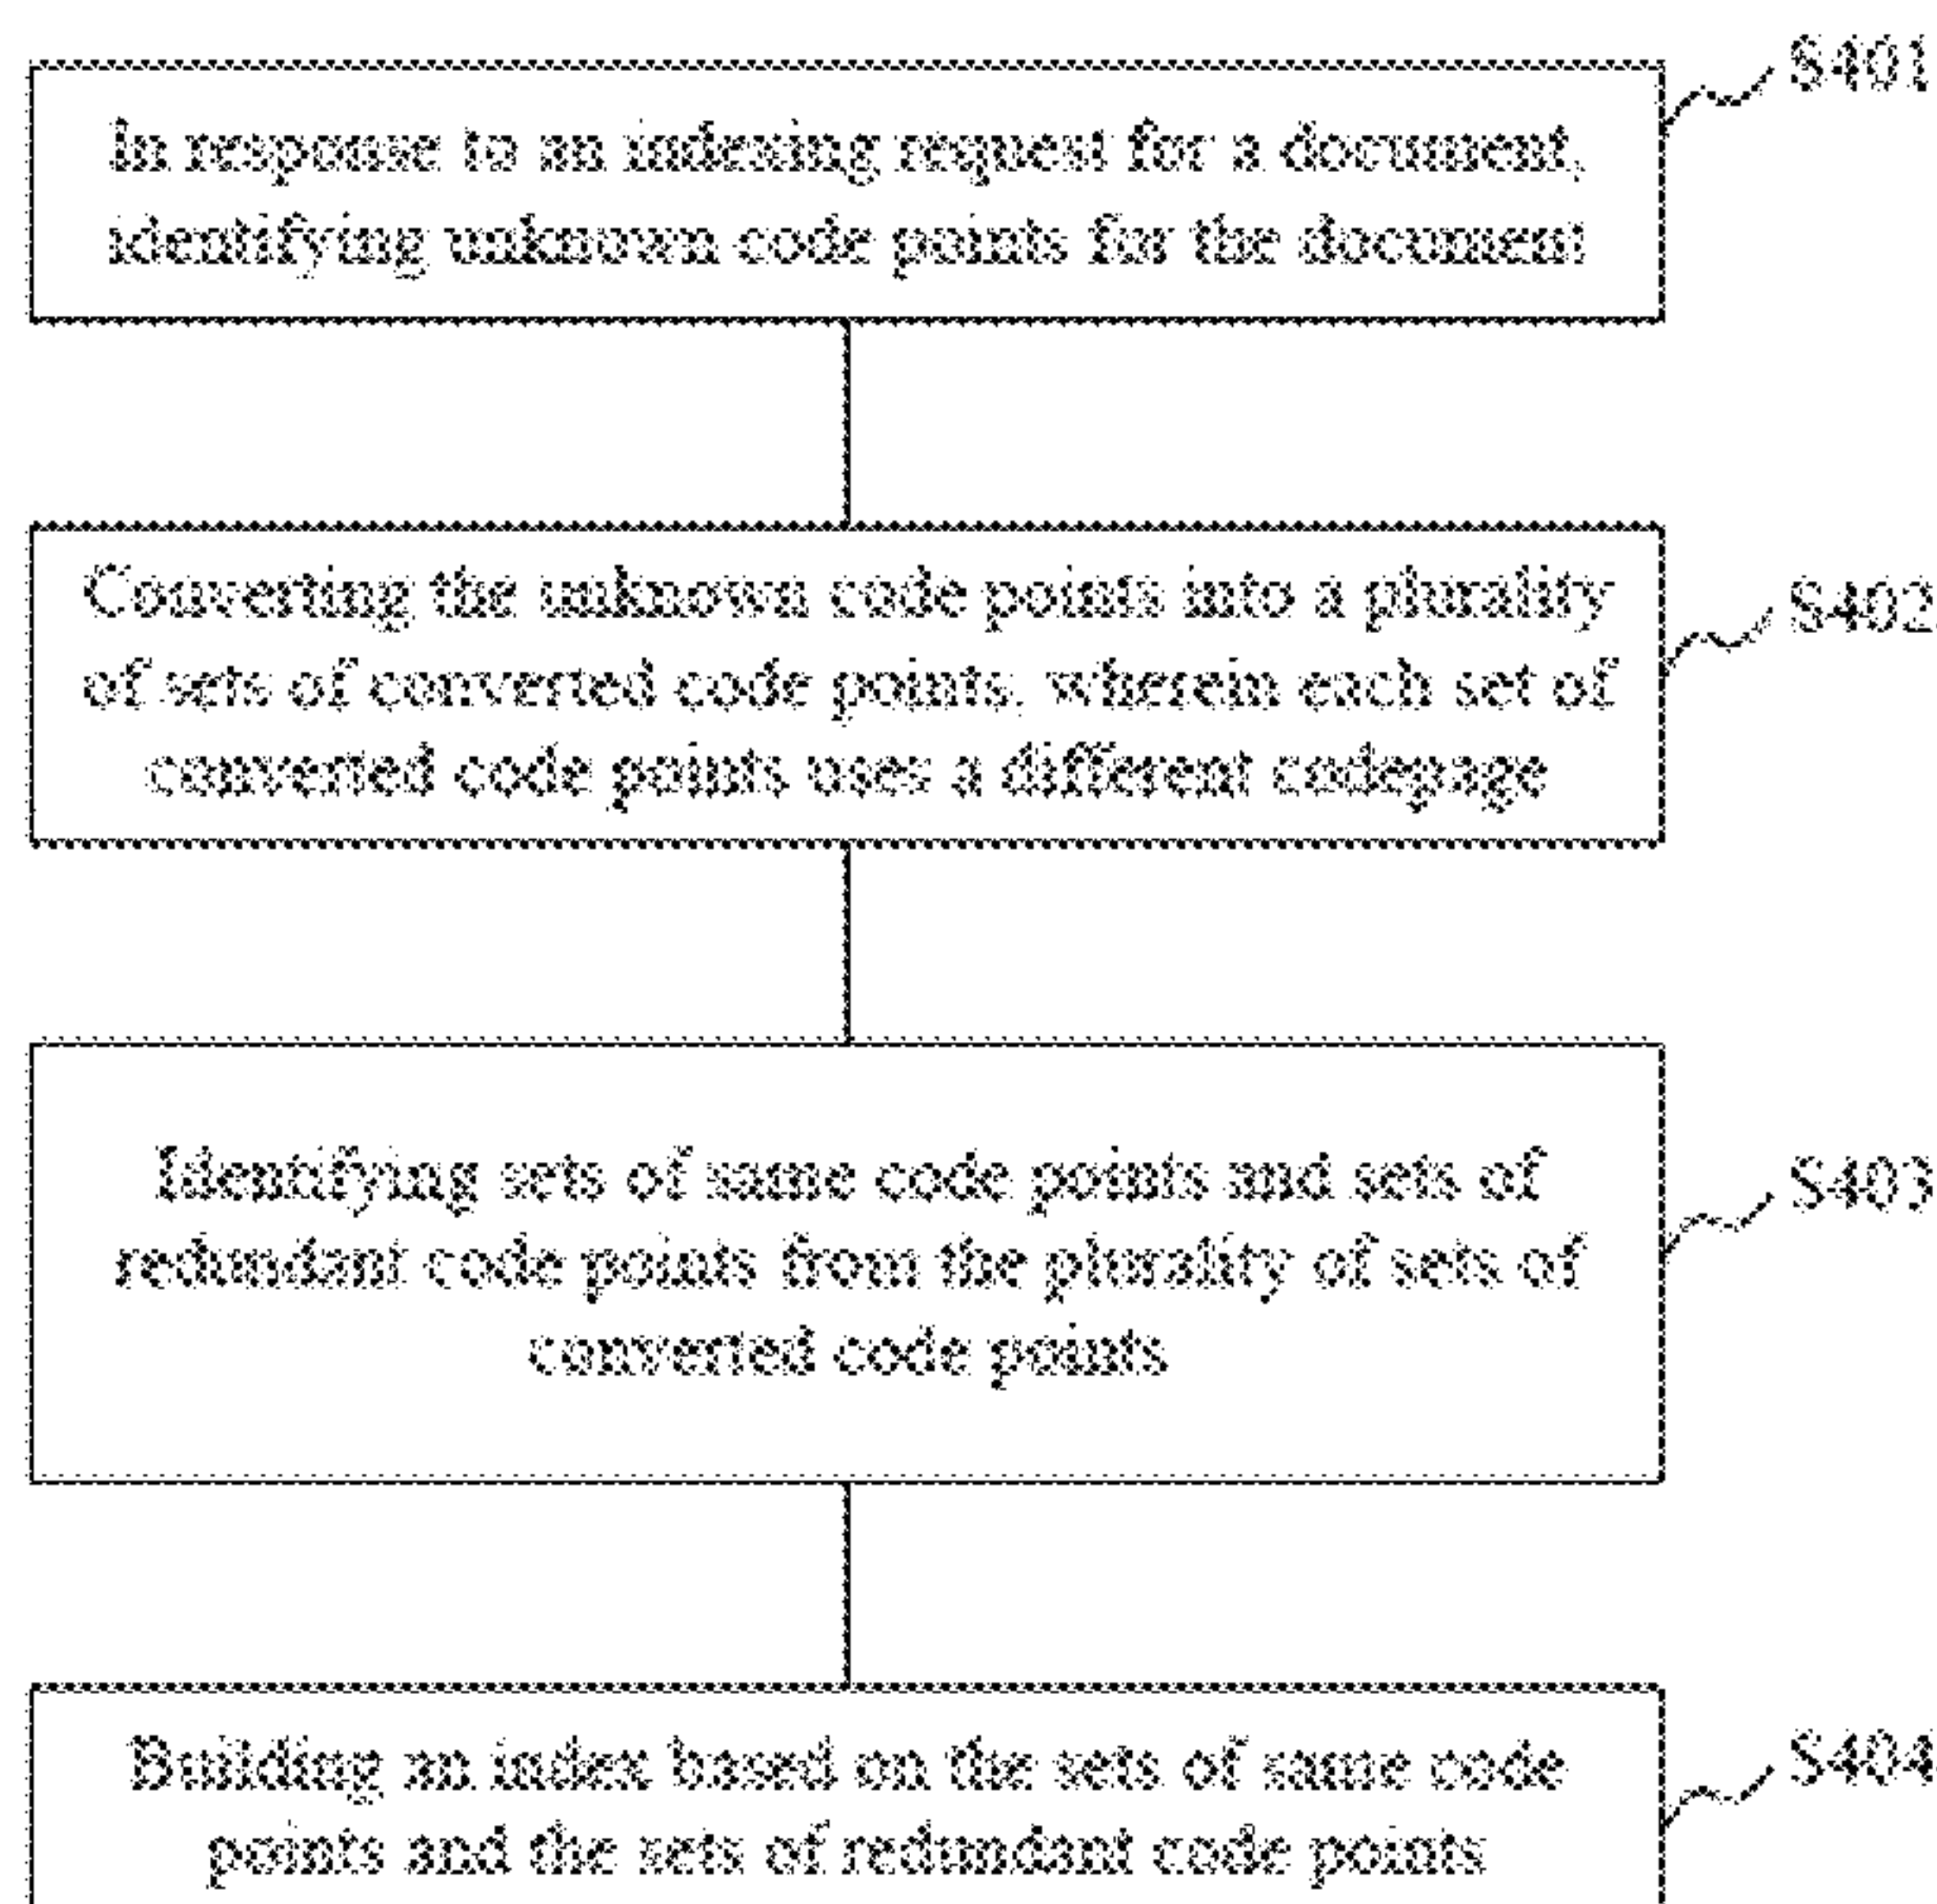 S401
In response to an indexing request for a document,
identifying unknown code points for the document
Converting the unknown code points into a plurality
S402
of sets of converted code points, wherein each set of
converted code points uses a different codepage
Identifying sets of same code points and sets of
S403
redundant code points from the plurality of sets of
converted code points
Building an index based on the sets of same code
S404
points and the sets of redundant code points